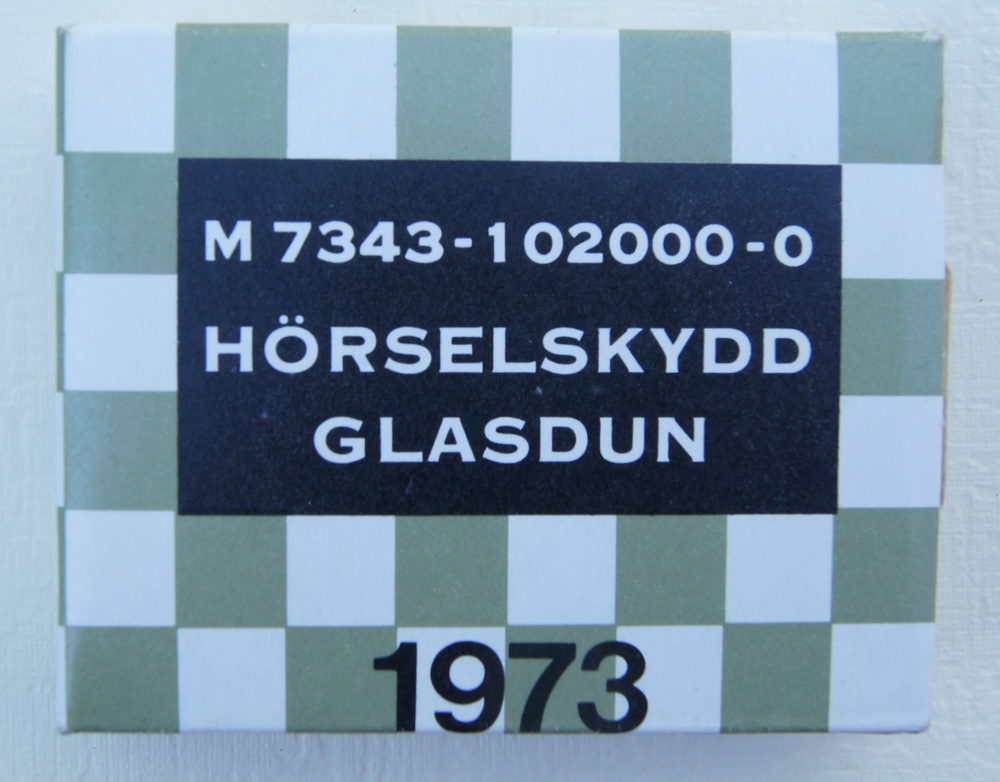 M 7343-102000-0
HÖRSELSKYDD
GLASDUN
1973